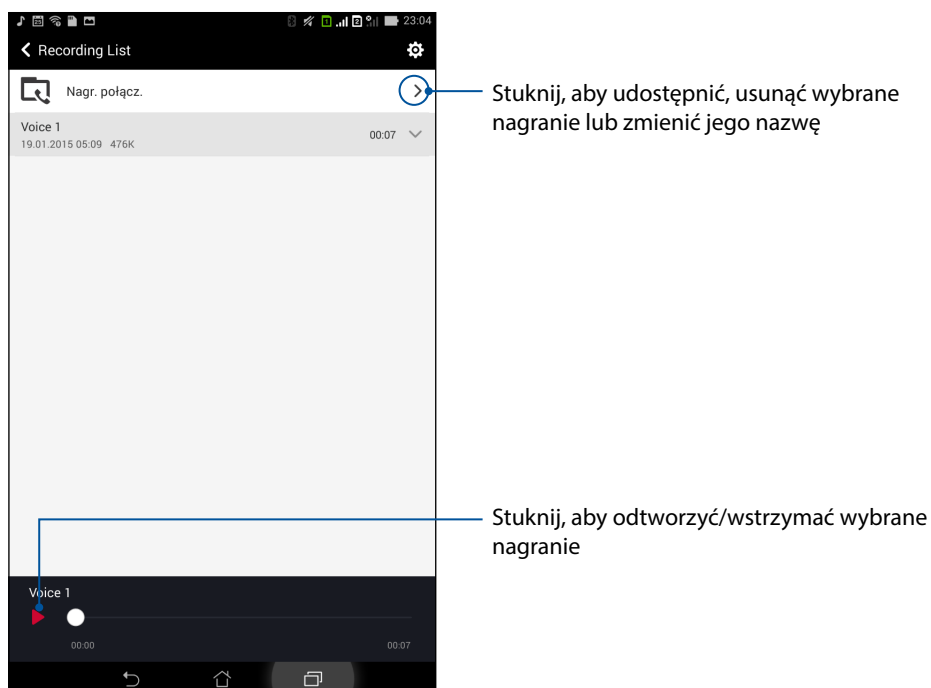 23:04
Recording List
Nagr. połącz.
Stuknij, aby udostępnić, usunąć wybrane
nagranie lub zmienić jego nazwę
Voice 1
00:07
19.01.2015 05:09 476K
Stuknij, aby odtworzyć/wstrzymać wybrane
nagranie
Voice 1
00:00
00:07